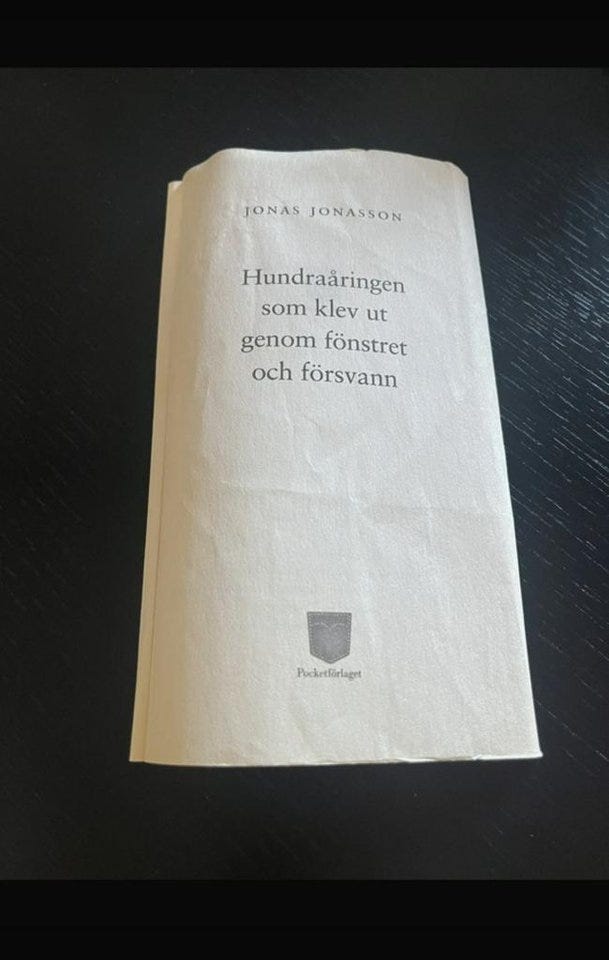 JONAS JONASSON
Hundraåringen
som klev ut
genom fönstret
och försvann
Pocketförlaget